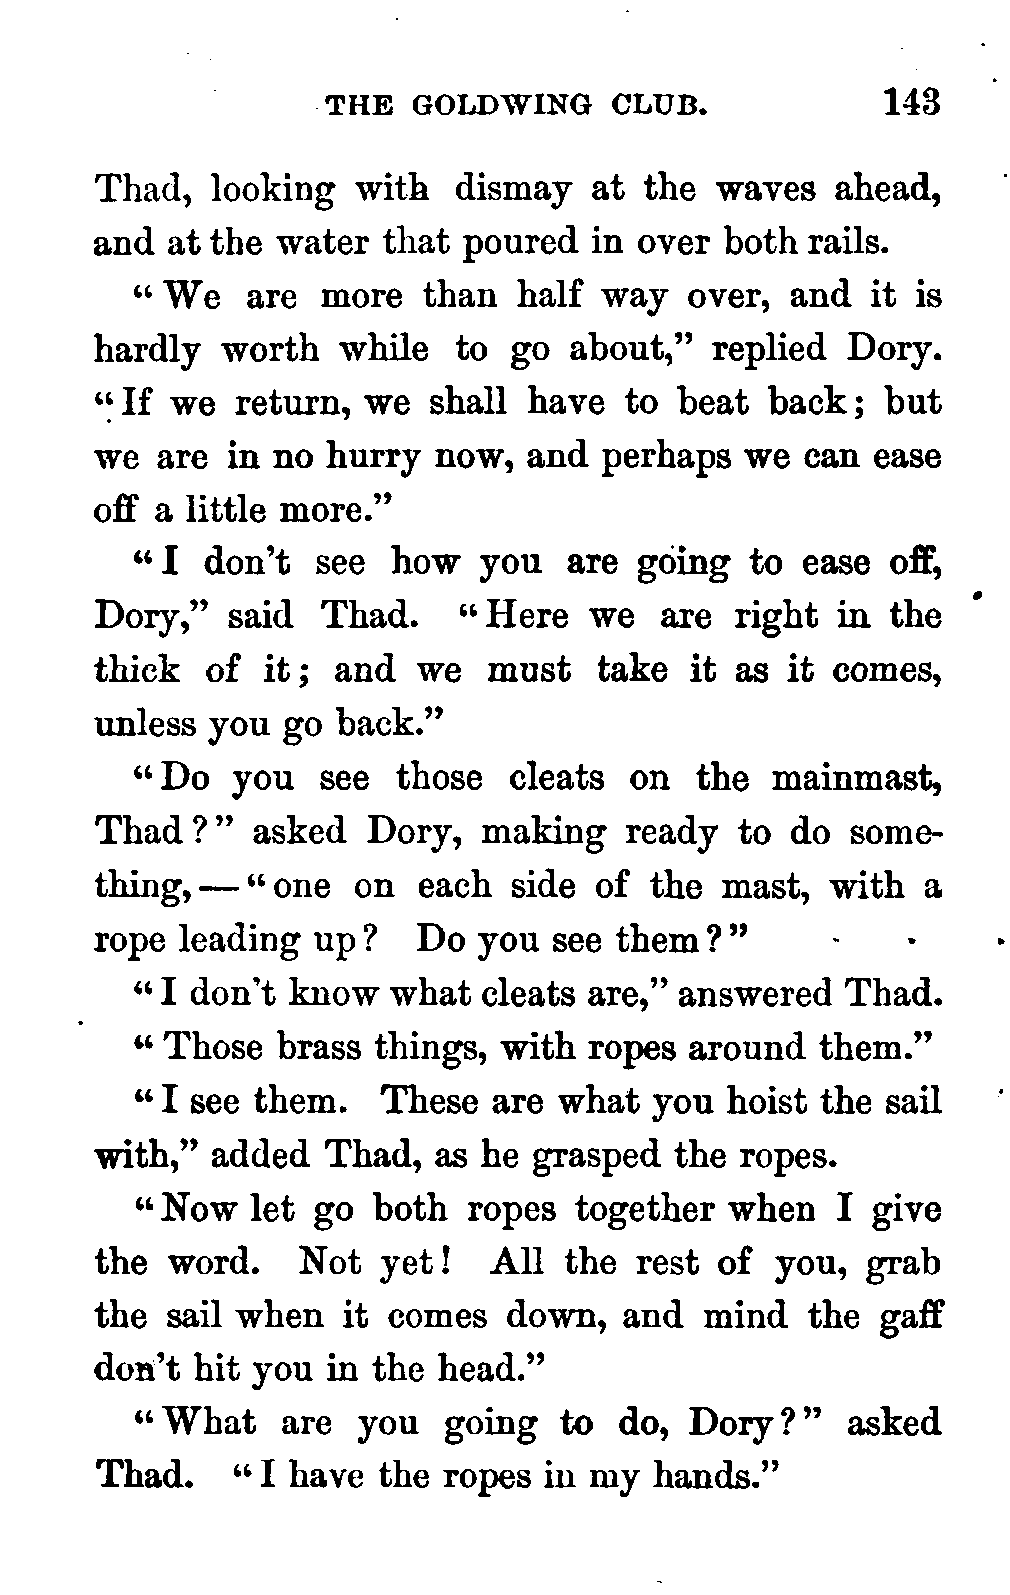 THE GOLDWING CLUB. 143
Thad, looking with dismay at the waves ahead,
and at the water that poured in over both rails.
“We are more than half way over, and it is
hardly worth while to go about,” replied Dory.
“If we return, we shall have to beat back; but
we are in no hurry now, and perhaps we can ease
off a little more.”
“I don't see how you are going to ease off,
Dory,” said Thad. “Here we are right in the
thick of it; and we must take it as it comes,
unless you go back.”
“Do you see those cleats on the mainmast,
Thad?” asked Dory, making ready to do some-
thing,—“one on each side of the mast, with a
rope leading up? Do you see them?”
“I don't know what cleats are,” answered Thad.
“Those brass things, with ropes around them.”
“I see them. These are what you hoist the sail
with,” added Thad, as he grasped the ropes.
“Now let go both ropes together when I give
the word. Not yet! All the rest of you, grab
the sail when it comes down, and mind the gaff
don't hit you in the head.”
“What are you going to do, Dory?” asked
Thad. “I have the ropes in my hands.”